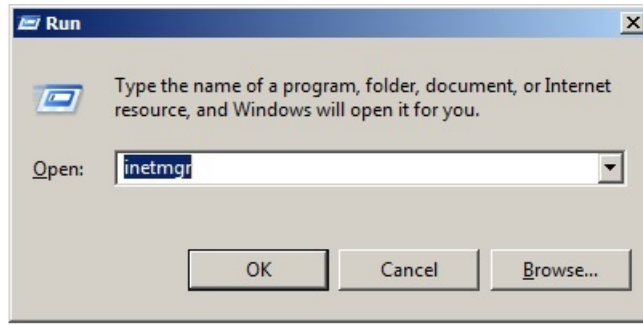 Run
Type the name of a program, folder, document, or Internet
resource, and Windows will open it for you.
Open:
inetmgr
OK
Cancel
Browse...